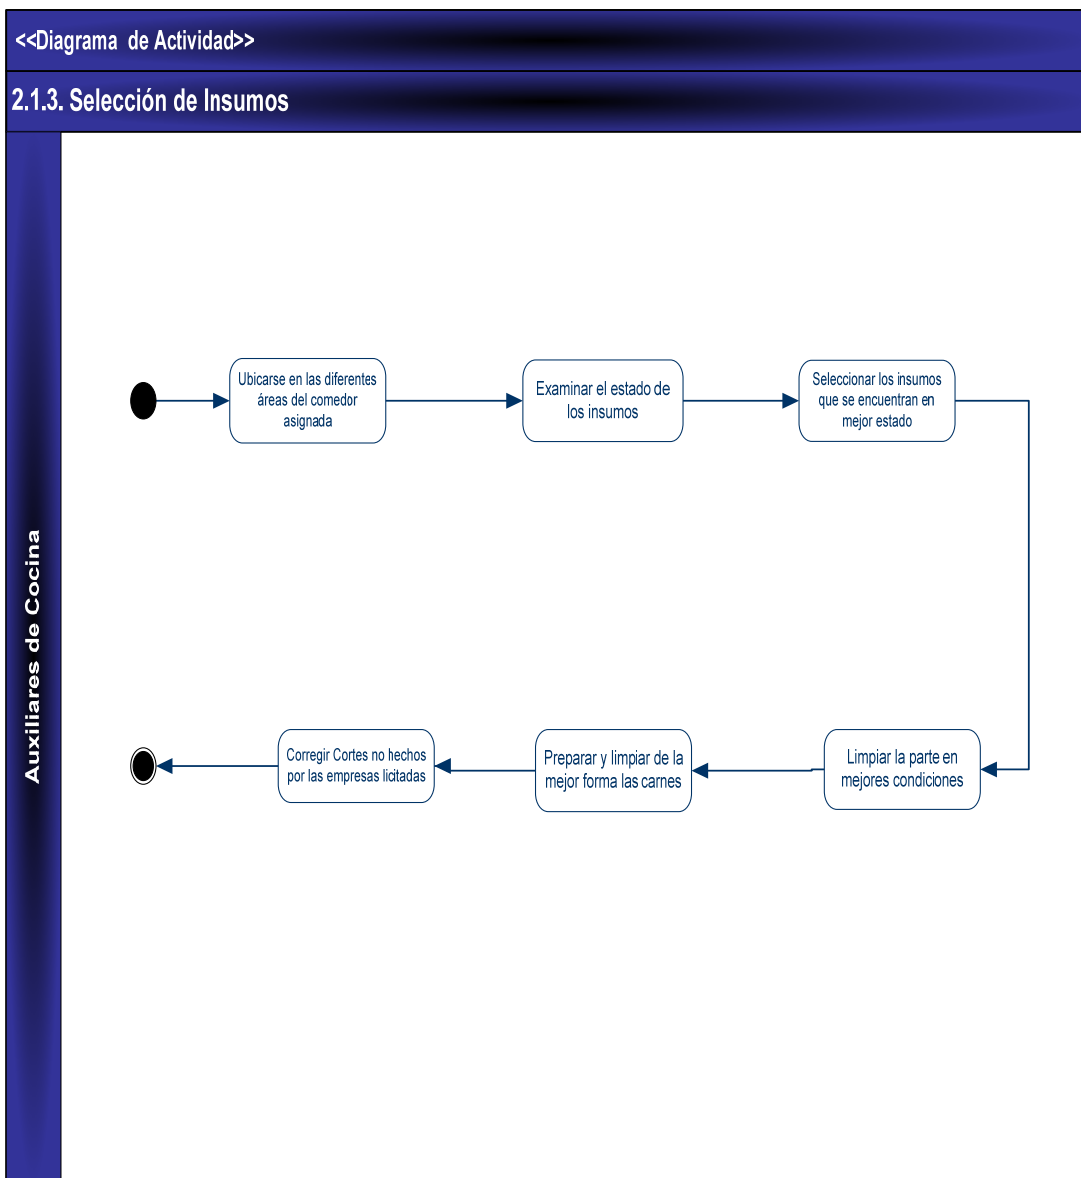 <<Diagrama de Actividad>>
2.1.3. Selección de Insumos
Auxiliares de Cocina
Ubicarse en las diferentes
áreas del comedor
asignada
Examinar el estado de
los insumos
Seleccionar los insumos
que se encuentran en
mejor estado
Limpiar la parte en
mejores condiciones
Preparar y limpiar de la
mejor forma las carnes
Corregir Cortes no hechos
por las empresas licitadas